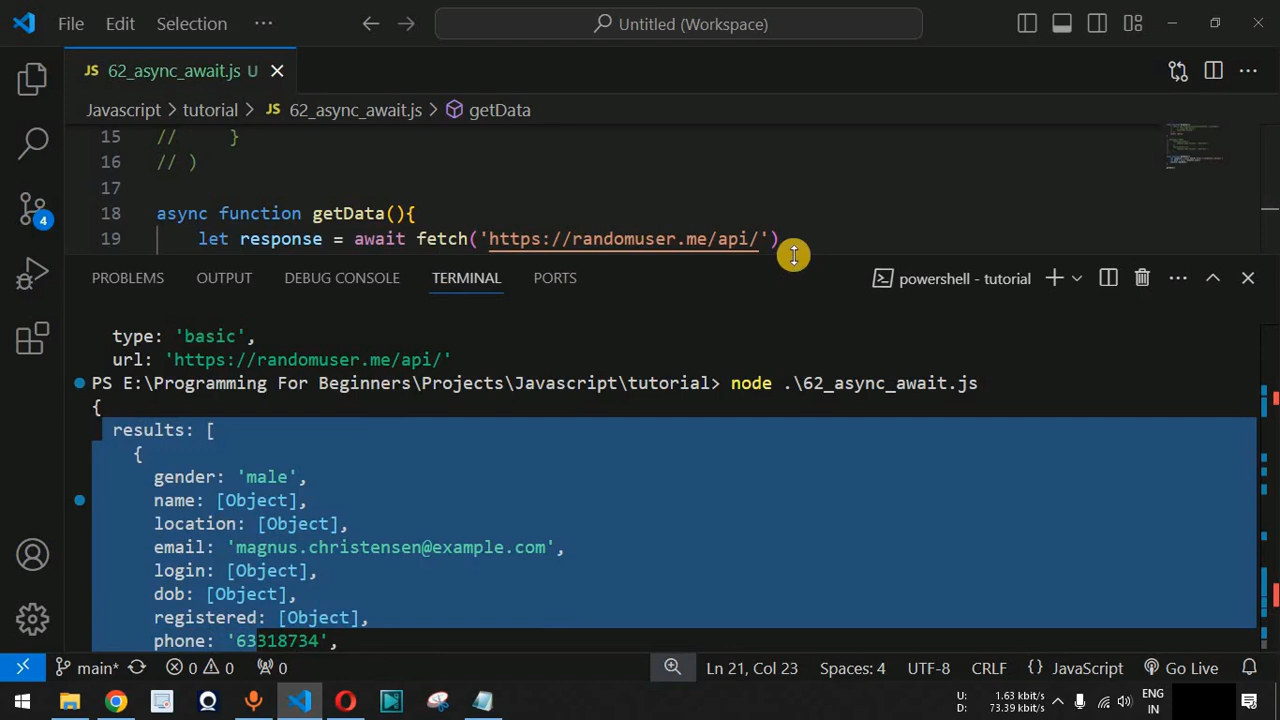 File Edit Selection ··· Untitled (Workspace)
JS 62_async_await.js U
Javascript > tutorial > JS 62_async_await.js > getData
15 //     }
16 // )
17
18 async function getData(){
19     let response = await fetch('https://randomuser.me/api/')
PROBLEMS OUTPUT DEBUG CONSOLE TERMINAL PORTS powershell - tutorial
type: 'basic',
url: 'https://randomuser.me/api/'
PS E:\Programming For Beginners\Projects\Javascript\tutorial> node .\62_async_await.js
{
results: [
{
gender: 'male',
name: [Object],
location: [Object],
email: 'magnus.christensen@example.com',
login: [Object],
dob: [Object],
registered: [Object],
phone: '63318734',
4
main* 0 0 0 Ln 21, Col 23 Spaces: 4 UTF-8 CRLF {} JavaScript Go Live
U: 1.63 kbit/s
D: 73.39 kbit/s
ENG
IN